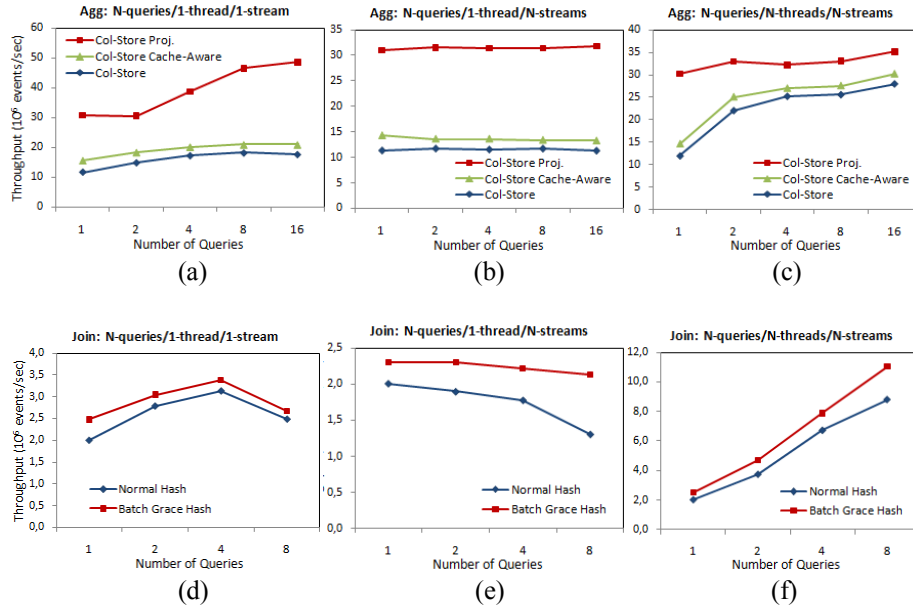 Agg: N-queries/1-thread/1-stream
Throughput (10⁶ events/sec)
60
50
40
30
20
10
0
Col-Store Proj.
Col-Store Cache-Aware
Col-Store
1 2 4 8 16
Number of Queries
(a)
Agg: N-queries/1-thread/N-streams
35
30
25
20
15
10
5
0
Col-Store Proj.
Col-Store Cache-Aware
Col-Store
1 2 4 8 16
Number of Queries
(b)
Agg: N-queries/N-threads/N-streams
40
35
30
25
20
15
10
5
0
Col-Store Proj.
Col-Store Cache-Aware
Col-Store
1 2 4 8 16
Number of Queries
(c)
Join: N-queries/1-thread/1-stream
Throughput (10⁶ events/sec)
4,0
3,5
3,0
2,5
2,0
1,5
1,0
0,5
0,0
Normal Hash
Batch Grace Hash
1 2 4 8
Number of Queries
(d)
Join: N-queries/1-thread/N-streams
2,5
2,0
1,5
1,0
0,5
0,0
Normal Hash
Batch Grace Hash
1 2 4 8
Number of Queries
(e)
Join: N-queries/N-threads/N-streams
12,0
10,0
8,0
6,0
4,0
2,0
0,0
Normal Hash
Batch Grace Hash
1 2 4 8
Number of Queries
(f)